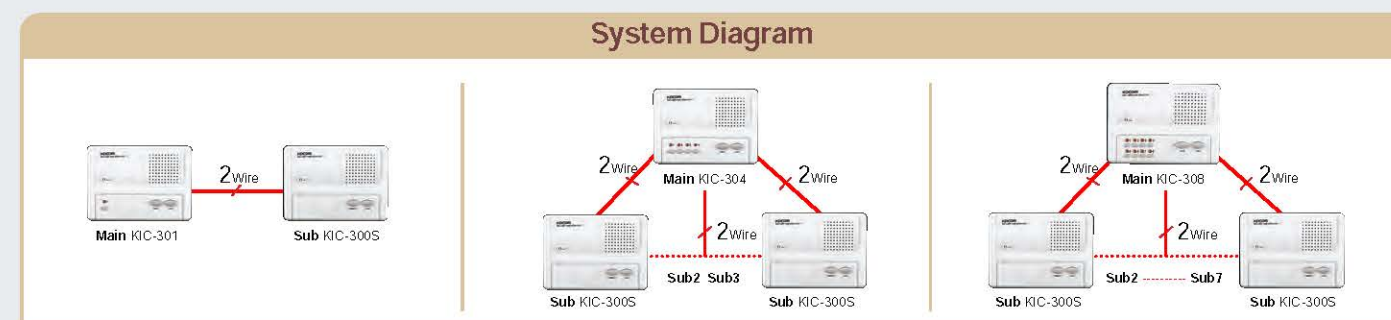 System Diagram
2Wire
Main KIC-301
Sub KIC-300S
2Wire
2Wire
Main KIC-304
2Wire
Sub2 Sub3
Sub KIC-300S
Sub KIC-300S
2Wire
2Wire
Main KIC-308
2Wire
Sub2 --------- Sub7
Sub KIC-300S
Sub KIC-300S